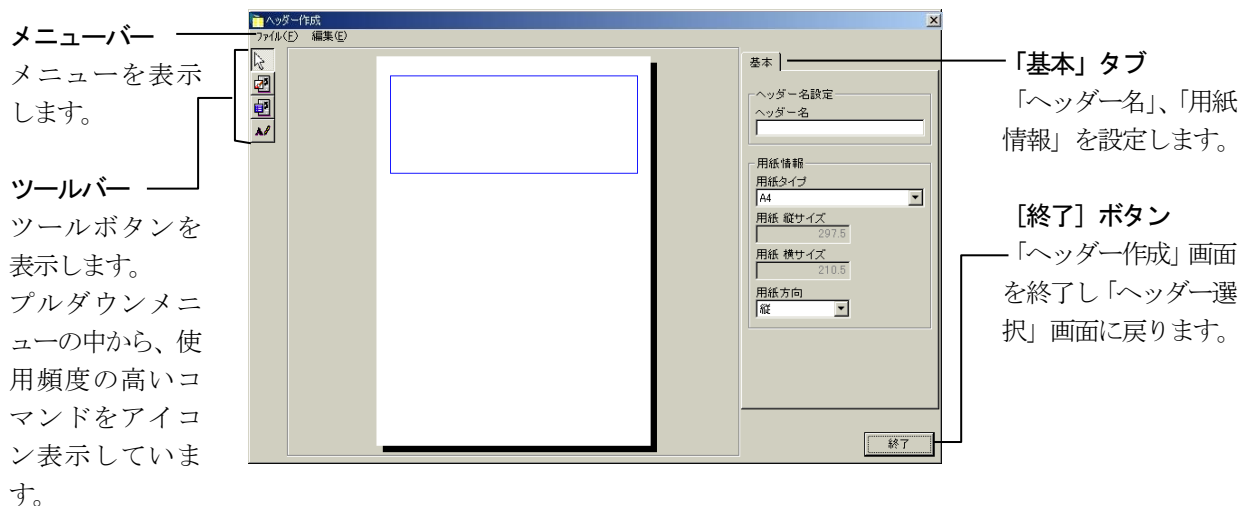 メニューバー
メニューを表示
します。
ツールバー
ツールボタンを
表示します。
プルダウンメニ
ューの中から、使
用頻度の高いコ
マンドをアイコ
ン表示していま
す。
ヘッダー作成
ファイル(F) 編集(E)
基本
ヘッダー名設定
ヘッダー名
用紙情報
用紙タイプ
A4
用紙 縦サイズ
297.5
用紙 横サイズ
210.5
用紙方向
縦
終了
「基本」タブ
「ヘッダー名」、「用紙
情報」を設定します。
[終了] ボタン
「ヘッダー作成」画面
を終了し「ヘッダー選
択」画面に戻ります。